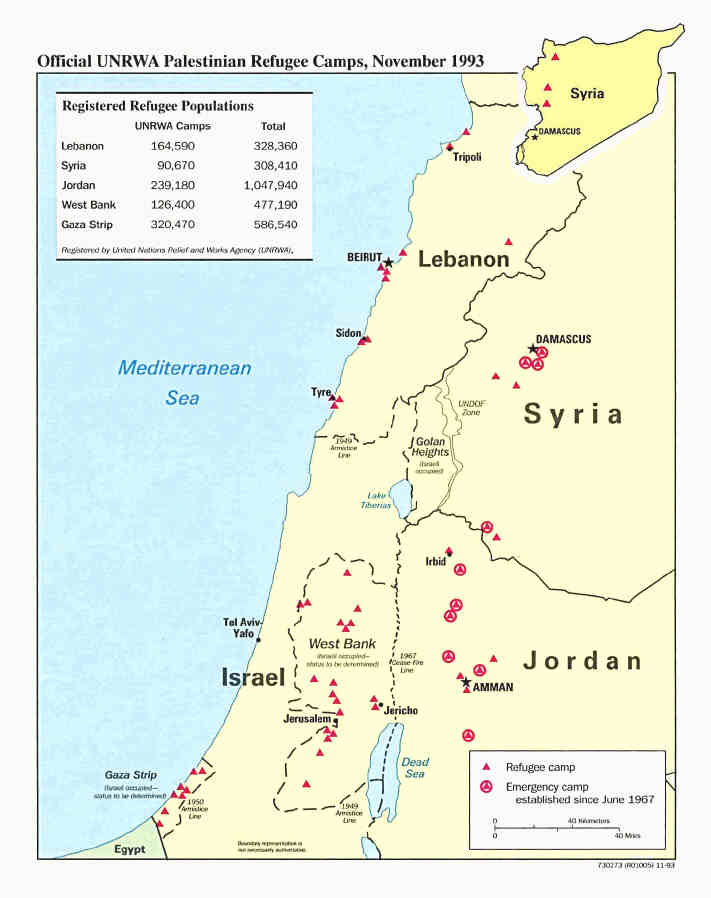 Official UNRWA Palestinian Refugee Camps, November 1993
Registered Refugee Populations
UNRWA Camps Total
Lebanon 164,590 328,360
Syria 90,670 308,410
Jordan 239,180 1,047,940
West Bank 126,400 477,190
Gaza Strip 320,470 586,540
Registered by United Nations Relief and Works Agency (UNRWA).
Syria
DAMASCUS
Tripoli
BEIRUT
Lebanon
Sidon
DAMASCUS
Mediterranean
Sea
Tyre
UNDOF
Zone
Syria
1949
Armistice
Line
Golan
Heights
(Israeli
occupied)
Lake
Tiberias
Irbid
Tel Aviv-
Yafo
West Bank
(Israeli occupied—
status to be determined)
1967
Cease-Fire
Line
Israel
Jordan
AMMAN
Jericho
Jerusalem
Dead
Sea
Gaza Strip
(Israeli occupied—
status to be determined)
1950
Armistice
Line
1949
Armistice
Line
Egypt
Boundary representation is
not necessarily authoritative.
Refugee camp
Emergency camp
established since June 1967
0 40 Kilometers
0 40 Miles
730273 (R01005) 11-93